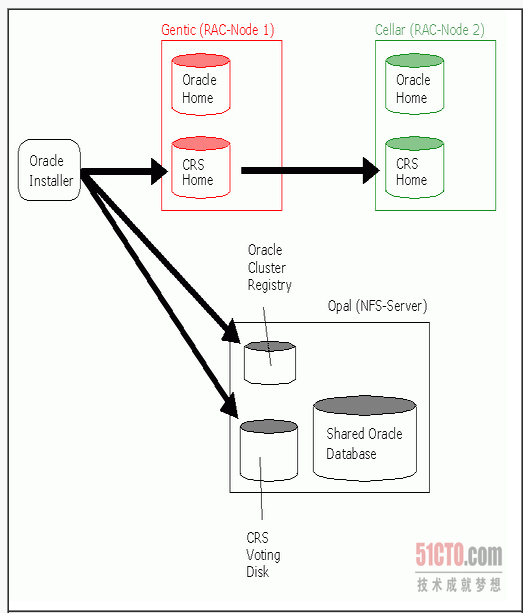 Gentic (RAC-Node 1)
Cellar (RAC-Node 2)
Oracle
Home
Oracle
Home
Oracle
Installer
CRS
Home
CRS
Home
Oracle
Cluster
Registry
Opal (NFS-Server)
Shared Oracle
Database
CRS
Voting
Disk
51CTO.com
技术成就梦想